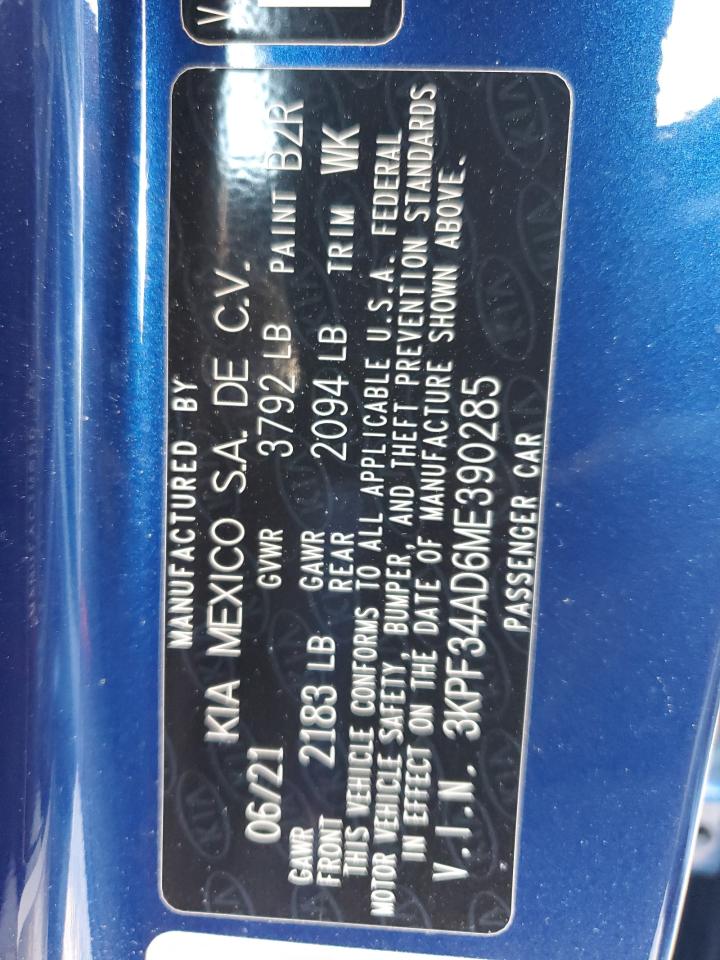 V.
MANUFACTURED BY
KIA MEXICO S.A. DE C.V.
06/21 GVWR 3792 LB PAINT B2R
GAWR FRONT 2183 LB GAWR REAR 2094 LB TRIM WK
THIS VEHICLE CONFORMS TO ALL APPLICABLE U.S.A. FEDERAL
MOTOR VEHICLE SAFETY, BUMPER, AND THEFT PREVENTION STANDARDS
IN EFFECT ON THE DATE OF MANUFACTURE SHOWN ABOVE.
V.I.N. 3KPF34AD6ME390285
PASSENGER CAR